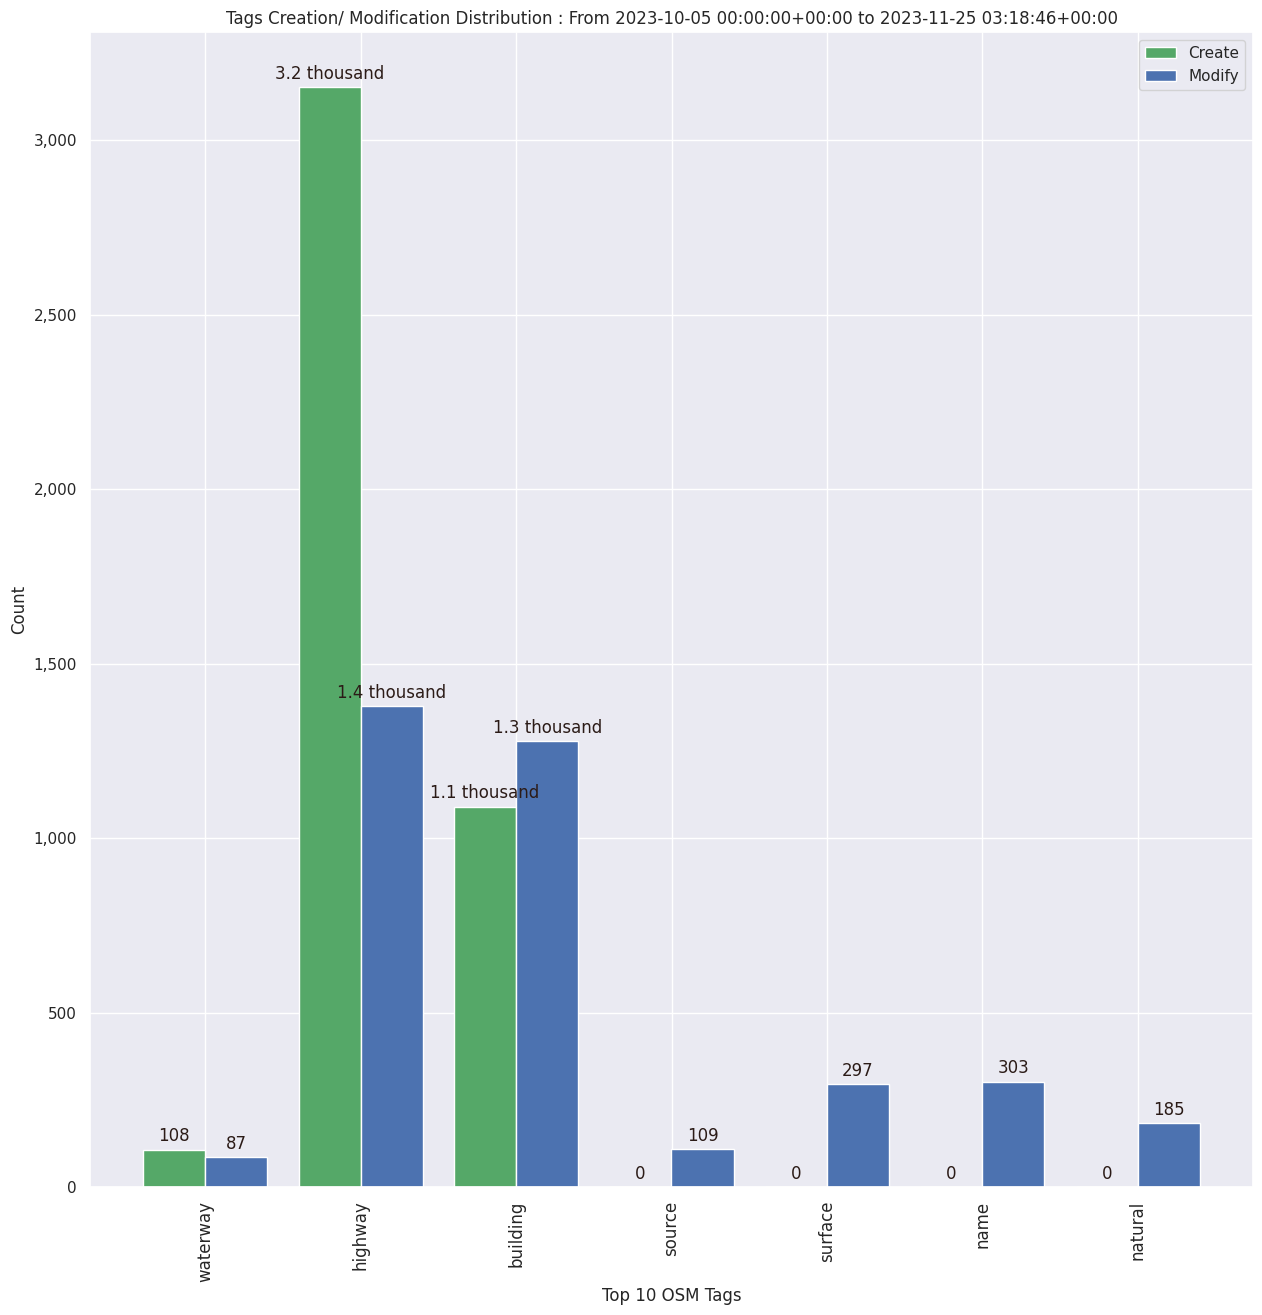 Tags Creation/ Modification Distribution : From 2023-10-05 00:00:00+00:00 to 2023-11-25 03:18:46+00:00
Create
Modify
3.2 thousand
1.4 thousand
1.3 thousand
1.1 thousand
108
87
0
109
0
297
0
303
0
185
3,000
2,500
2,000
1,500
1,000
500
0
Count
waterway
highway
building
source
surface
name
natural
Top 10 OSM Tags